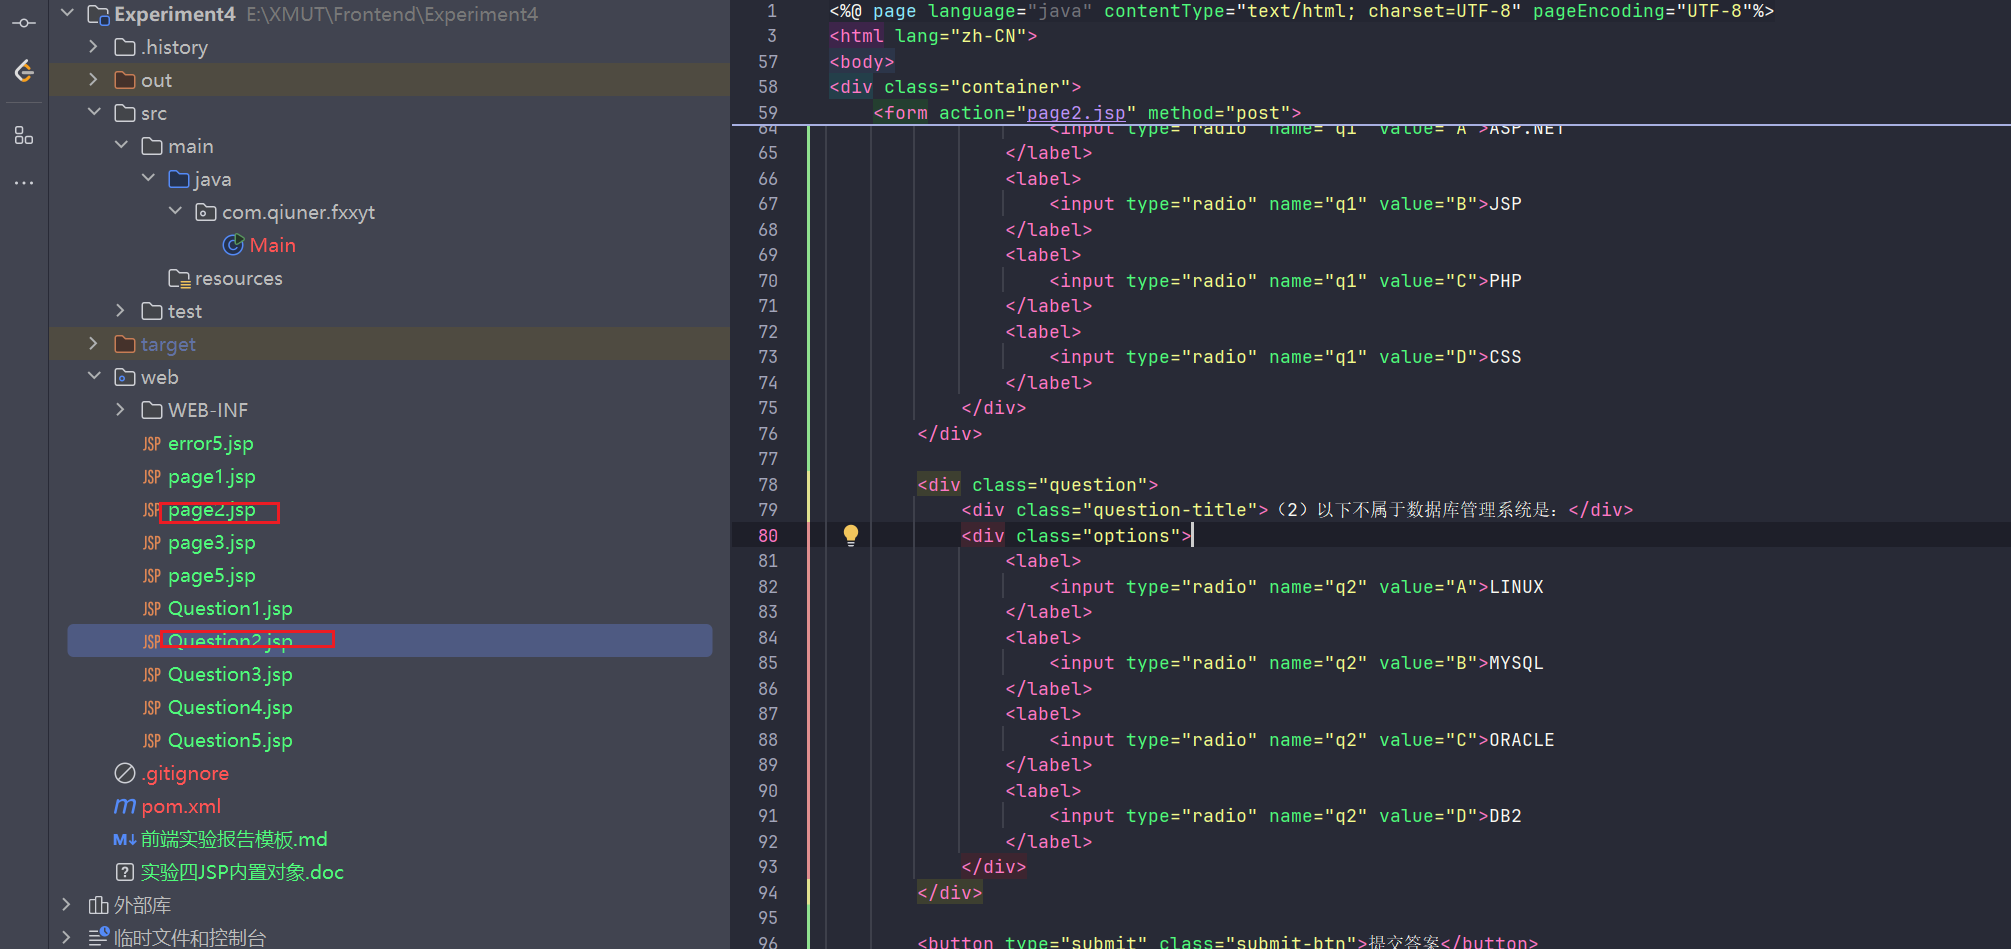 Experiment4 E:\XMUT\Frontend\Experiment4
.history
out
src
main
java
com.qiuner.fxxyt
Main
resources
test
target
web
WEB-INF
JSP error5.jsp
JSP page1.jsp
JSP page2.jsp
JSP page3.jsp
JSP page5.jsp
JSP Question1.jsp
JSP Question2.jsp
JSP Question3.jsp
JSP Question4.jsp
JSP Question5.jsp
.gitignore
m pom.xml
M↓ 前端实验报告模板.md
? 实验四JSP内置对象.doc
外部库
临时文件和控制台
1 <%@ page language="java" contentType="text/html; charset=UTF-8" pageEncoding="UTF-8"%>
3 <html lang="zh-CN">
57 <body>
58 <div class="container">
59 <form action="page2.jsp" method="post">
64 <input type="radio" name="q1" value="A">ASP.NET
65 </label>
66 <label>
67 <input type="radio" name="q1" value="B">JSP
68 </label>
69 <label>
70 <input type="radio" name="q1" value="C">PHP
71 </label>
72 <label>
73 <input type="radio" name="q1" value="D">CSS
74 </label>
75 </div>
76 </div>
77
78 <div class="question">
79 <div class="question-title">（2）以下不属于数据库管理系统是：</div>
80 <div class="options">
81 <label>
82 <input type="radio" name="q2" value="A">LINUX
83 </label>
84 <label>
85 <input type="radio" name="q2" value="B">MYSQL
86 </label>
87 <label>
88 <input type="radio" name="q2" value="C">ORACLE
89 </label>
90 <label>
91 <input type="radio" name="q2" value="D">DB2
92 </label>
93 </div>
94 </div>
95
96 <button type="submit" class="submit-btn">提交答案</button>